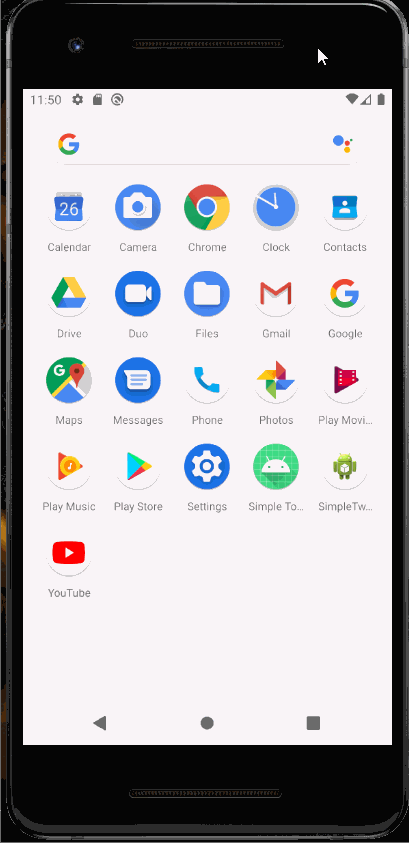 11:50
26
Calendar Camera Chrome Clock Contacts
Drive Duo Files Gmail Google
Maps Messages Phone Photos Play Movi...
Play Music Play Store Settings Simple To... SimpleTw...
YouTube